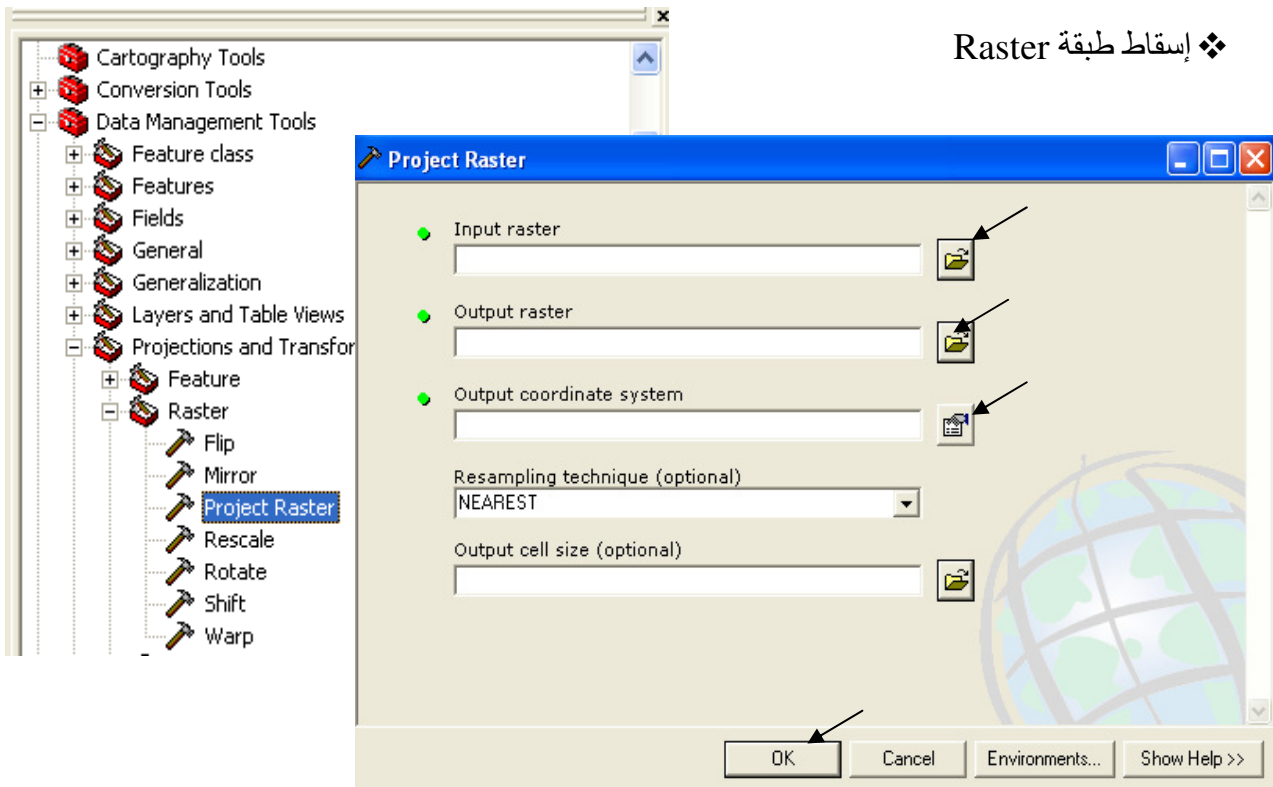 ❖ إسقاط طبقة Raster
Cartography Tools
Conversion Tools
Data Management Tools
Feature class
Features
Fields
General
Generalization
Layers and Table Views
Projections and Transfor
Feature
Raster
Flip
Mirror
Project Raster
Rescale
Rotate
Shift
Warp
Project Raster
Input raster
Output raster
Output coordinate system
Resampling technique (optional)
NEAREST
Output cell size (optional)
OK Cancel Environments... Show Help >>